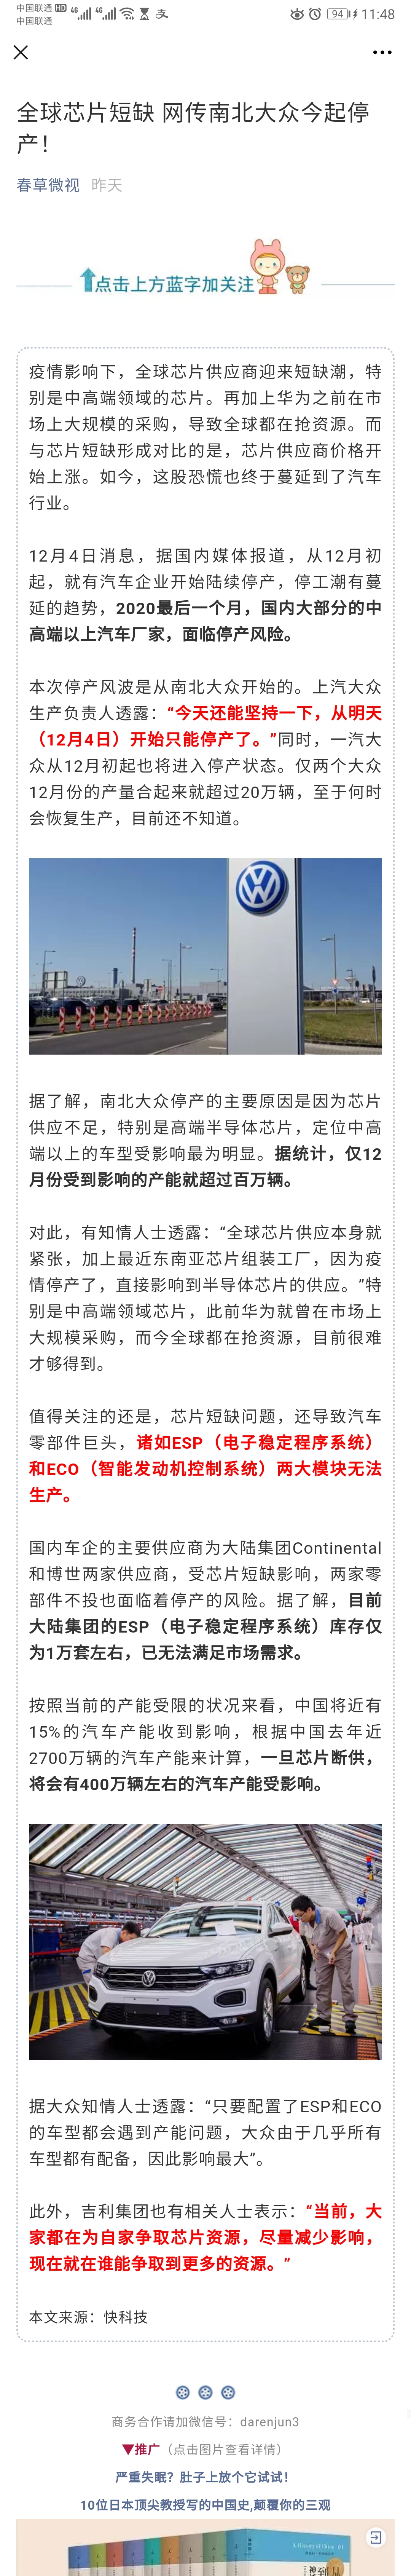 中国联通 HD 4G 4G 94 11:48
中国联通
全球芯片短缺 网传南北大众今起停
产！
春草微视 昨天
点击上方蓝字加关注
疫情影响下，全球芯片供应商迎来短缺潮，特
别是中高端领域的芯片。再加上华为之前在市
场上大规模的采购，导致全球都在抢资源。而
与芯片短缺形成对比的是，芯片供应商价格开
始上涨。如今，这股恐慌也终于蔓延到了汽车
行业。
12月4日消息，据国内媒体报道，从12月初
起，就有汽车企业开始陆续停产，停工潮有蔓
延的趋势，2020最后一个月，国内大部分的中
高端以上汽车厂家，面临停产风险。
本次停产风波是从南北大众开始的。上汽大众
生产负责人透露：“今天还能坚持一下，从明天
（12月4日）开始只能停产了。”同时，一汽大
众从12月初起也将进入停产状态。仅两个大众
12月份的产量合起来就超过20万辆，至于何时
会恢复生产，目前还不知道。
据了解，南北大众停产的主要原因是因为芯片
供应不足，特别是高端半导体芯片，定位中高
端以上的车型受影响最为明显。据统计，仅12
月份受到影响的产能就超过百万辆。
对此，有知情人士透露：“全球芯片供应本身就
紧张，加上最近东南亚芯片组装工厂，因为疫
情停产了，直接影响到半导体芯片的供应。”特
别是中高端领域芯片，此前华为就曾在市场上
大规模采购，而今全球都在抢资源，目前很难
才够得到。
值得关注的还是，芯片短缺问题，还导致汽车
零部件巨头，诸如ESP（电子稳定程序系统）
和ECO（智能发动机控制系统）两大模块无法
生产。
国内车企的主要供应商为大陆集团Continental
和博世两家供应商，受芯片短缺影响，两家零
部件不投也面临着停产的风险。据了解，目前
大陆集团的ESP（电子稳定程序系统）库存仅
为1万套左右，已无法满足市场需求。
按照当前的产能受限的状况来看，中国将近有
15%的汽车产能收到影响，根据中国去年近
2700万辆的汽车产能来计算，一旦芯片断供，
将会有400万辆左右的汽车产能受影响。
据大众知情人士透露：“只要配置了ESP和ECO
的车型都会遇到产能问题，大众由于几乎所有
车型都有配备，因此影响最大”。
此外，吉利集团也有相关人士表示：“当前，大
家都在为自家争取芯片资源，尽量减少影响，
现在就在谁能争取到更多的资源。”
本文来源：快科技
商务合作请加微信号：darenjun3
▼推广（点击图片查看详情）
严重失眠？肚子上放个它试试！
10位日本顶尖教授写的中国史,颠覆你的三观